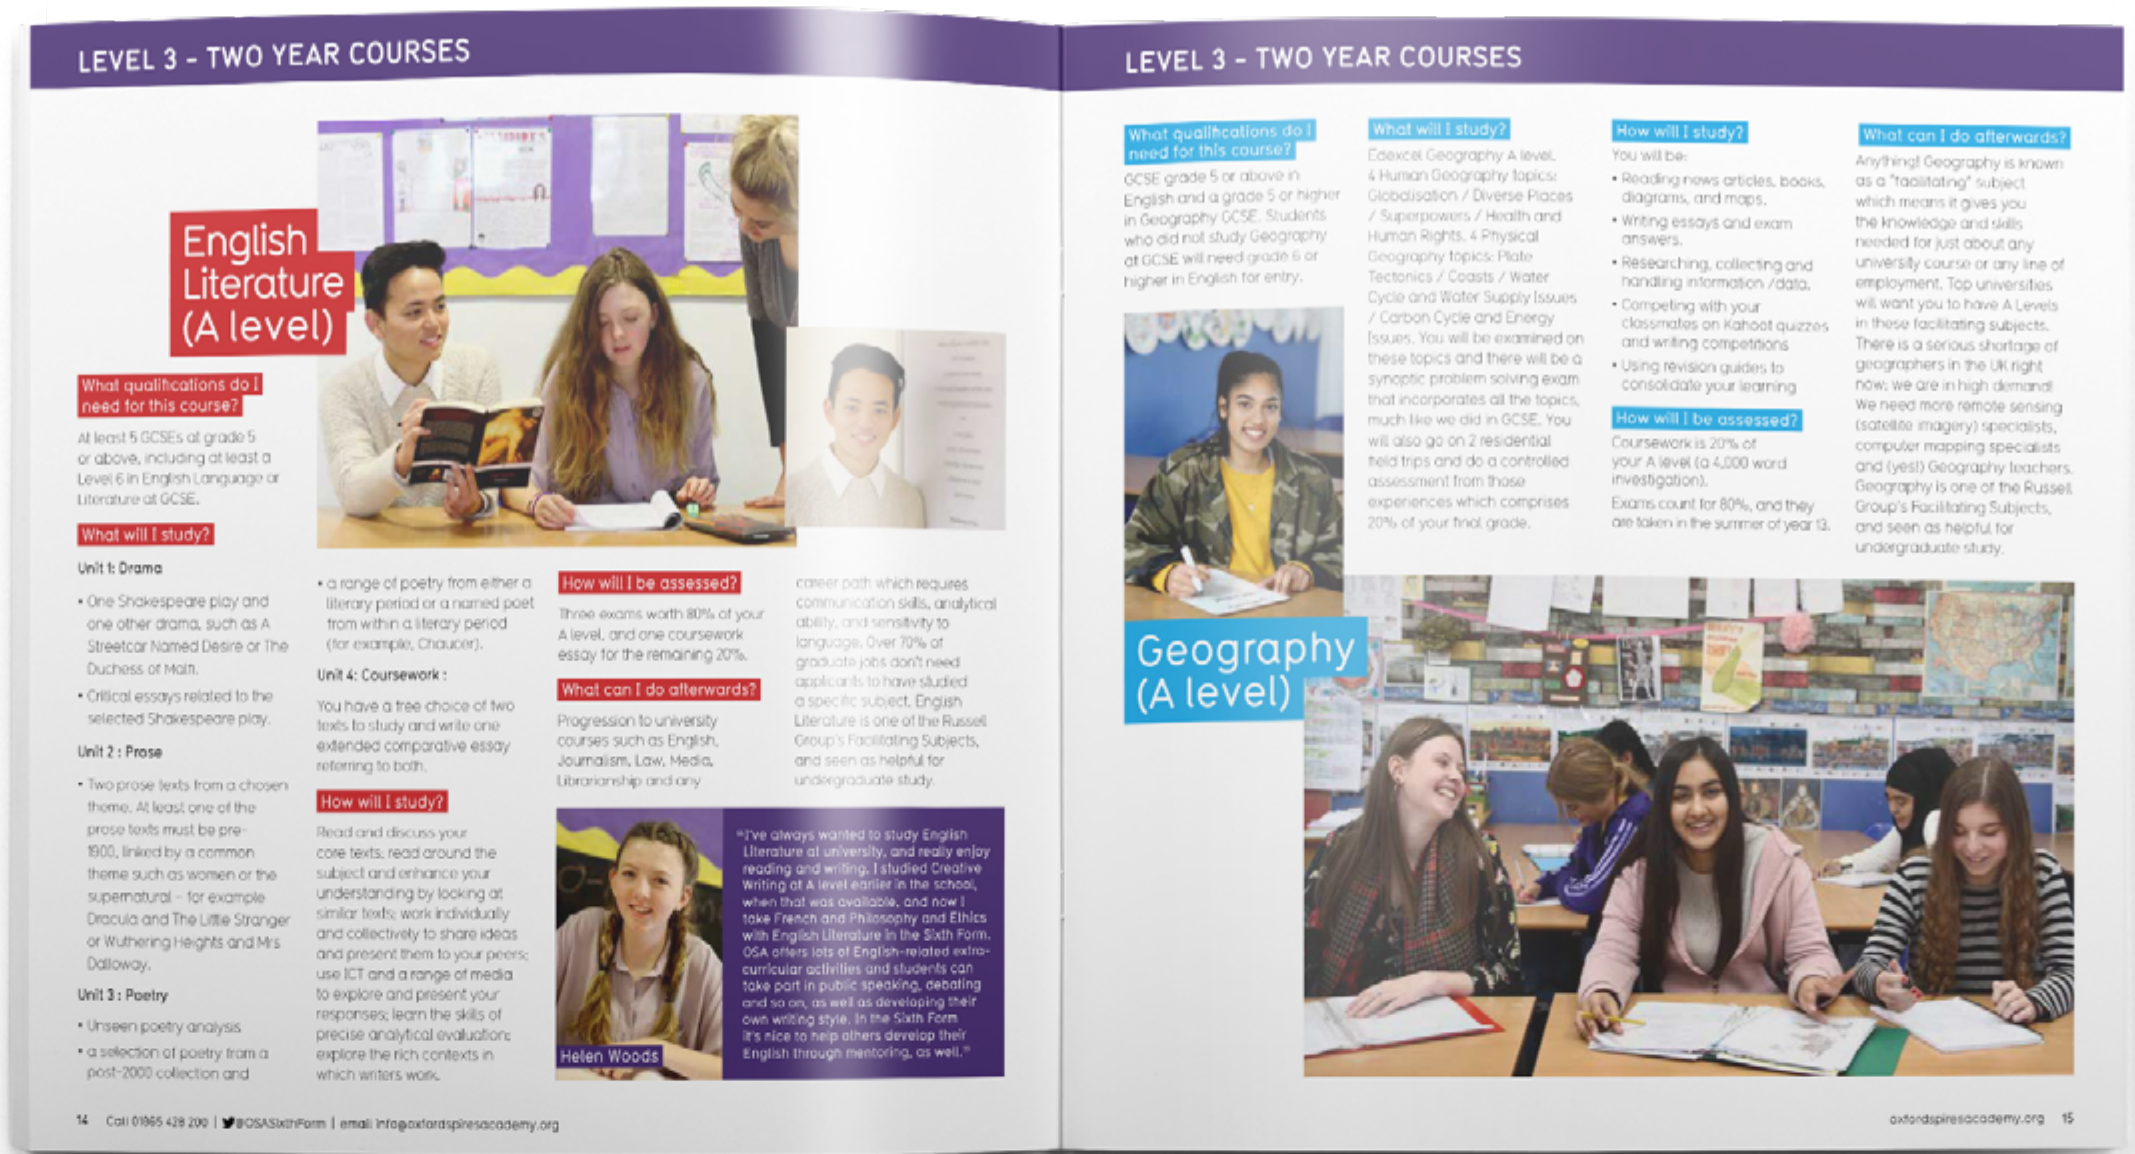 LEVEL 3 - TWO YEAR COURSES
English
Literature
(A level)
What qualifications do I
need for this course?
At least 5 GCSEs at grade 5
or above, including at least a
Level 6 in English Language or
Literature at GCSE.
What will I study?
Unit 1: Drama
• One Shakespeare play and
one other drama, such as A
Streetcar Named Desire or The
Duchess of Malfi.
• Critical essays related to the
selected Shakespeare play.
Unit 2 : Prose
• Two prose texts from a chosen
theme. At least one of the
prose texts must be pre-
1900, linked by a common
theme such as women or the
supernatural - for example
Dracula and The Little Stranger
or Wuthering Heights and Mrs
Dalloway.
Unit 3 : Poetry
• Unseen poetry analysis
• a selection of poetry from a
post-2000 collection and
• a range of poetry from either a
literary period or a named poet
from within a literary period
(for example, Chaucer).
Unit 4: Coursework :
You have a free choice of two
texts to study and write one
extended comparative essay
referring to both.
How will I study?
Read and discuss your
core texts; read around the
subject and enhance your
understanding by looking at
similar texts; work individually
and collectively to share ideas
and present them to your peers;
use ICT and a range of media
to explore and present your
responses; learn the skills of
precise analytical evaluation;
explore the rich contexts in
which writers work.
How will I be assessed?
Three exams worth 80% of your
A level, and one coursework
essay for the remaining 20%.
What can I do afterwards?
Progression to university
courses such as English,
Journalism, Law, Media,
Librarianship and any
career path which requires
communication skills, analytical
ability, and sensitivity to
language. Over 70% of
graduate jobs don't need
applicants to have studied
a specific subject. English
Literature is one of the Russell
Group's Facilitating Subjects,
and seen as helpful for
undergraduate study.
Helen Woods
"I've always wanted to study English
Literature at university, and really enjoy
reading and writing. I studied Creative
Writing at A level earlier in the school,
when that was available, and now I
take French and Philosophy and Ethics
with English Literature in the Sixth Form.
OSA offers lots of English-related extra-
curricular activities and students can
take part in public speaking, debating
and so on, as well as developing their
own writing style. In the Sixth Form
it's nice to help others develop their
English through mentoring, as well."
14 Call 01865 428 200 | @OSASixthForm | email info@oxfordspiresacademy.org
LEVEL 3 - TWO YEAR COURSES
What qualifications do I
need for this course?
GCSE grade 5 or above in
English and a grade 5 or higher
in Geography GCSE. Students
who did not study Geography
at GCSE will need grade 6 or
higher in English for entry.
Geography
(A level)
What will I study?
Edexcel Geography A level.
4 Human Geography topics:
Globalisation / Diverse Places
/ Superpowers / Health and
Human Rights. 4 Physical
Geography topics: Plate
Tectonics / Coasts / Water
Cycle and Water Supply Issues
/ Carbon Cycle and Energy
Issues. You will be examined on
these topics and there will be a
synoptic problem solving exam
that incorporates all the topics,
much like we did in GCSE. You
will also go on 2 residential
field trips and do a controlled
assessment from those
experiences which comprises
20% of your final grade.
How will I study?
You will be:
• Reading news articles, books,
diagrams, and maps.
• Writing essays and exam
answers.
• Researching, collecting and
handling information /data.
• Competing with your
classmates on Kahoot quizzes
and writing competitions
• Using revision guides to
consolidate your learning
How will I be assessed?
Coursework is 20% of
your A level (a 4,000 word
investigation).
Exams count for 80%, and they
are taken in the summer of year 13.
What can I do afterwards?
Anything! Geography is known
as a "facilitating" subject
which means it gives you
the knowledge and skills
needed for just about any
university course or any line of
employment. Top universities
will want you to have A Levels
in these facilitating subjects.
There is a serious shortage of
geographers in the UK right
now: we are in high demand!
We need more remote sensing
(satellite imagery) specialists,
computer mapping specialists
and (yes!) Geography teachers.
Geography is one of the Russell
Group's Facilitating Subjects,
and seen as helpful for
undergraduate study.
oxfordspiresacademy.org 15